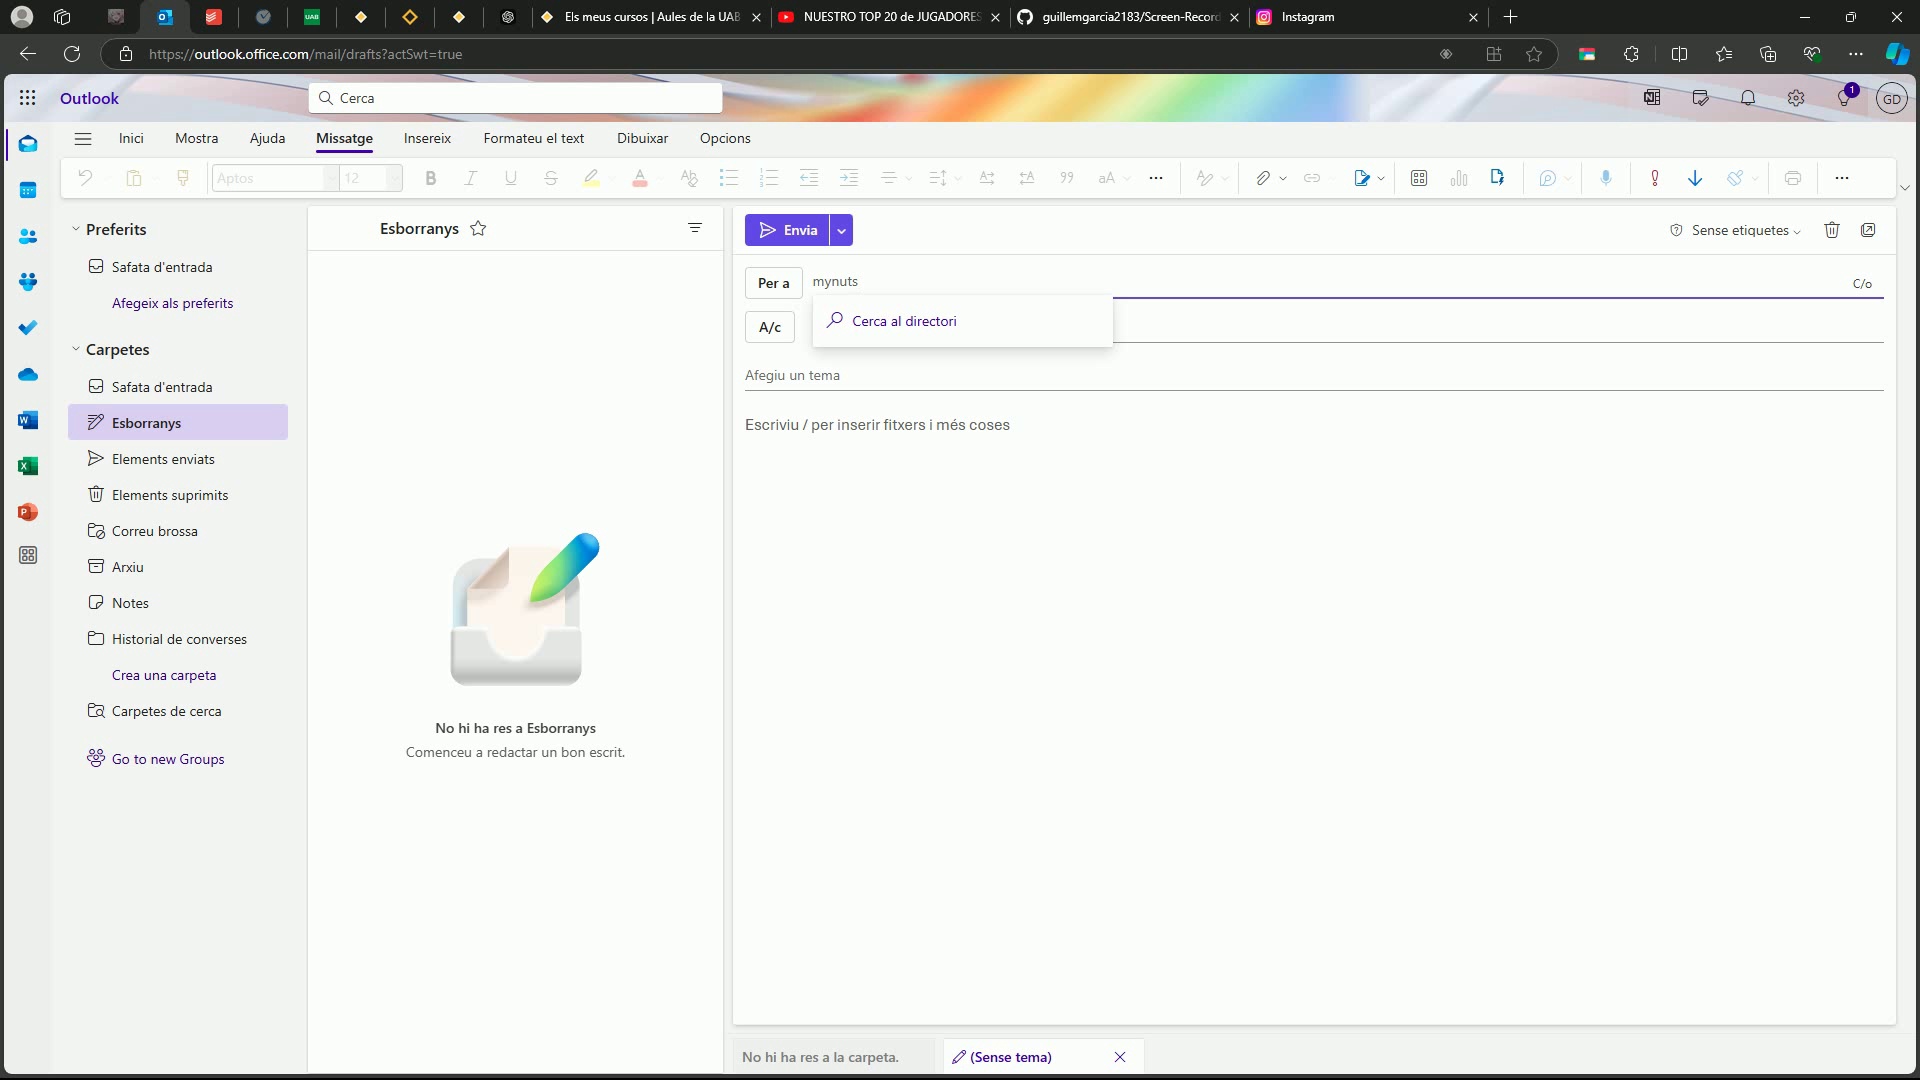 Els meus cursos | Aules de la UAB
NUESTRO TOP 20 de JUGADORES
guillemgarcia2183/Screen-Record
Instagram
https://outlook.office.com/mail/drafts?actSwt=true
Outlook
Cerca
1
GD
Inici
Mostra
Ajuda
Missatge
Insereix
Formateu el text
Dibuixar
Opcions
Aptos
12
Preferits
Safata d'entrada
Afegeix als preferits
Carpetes
Safata d'entrada
Esborranys
Elements enviats
Elements suprimits
Correu brossa
Arxiu
Notes
Historial de converses
Crea una carpeta
Carpetes de cerca
Go to new Groups
Esborranys
No hi ha res a Esborranys
Comenceu a redactar un bon escrit.
Envia
Sense etiquetes
Per a
mynuts
C/o
A/c
Cerca al directori
Afegiu un tema
Escriviu / per inserir fitxers i més coses
No hi ha res a la carpeta.
(Sense tema)